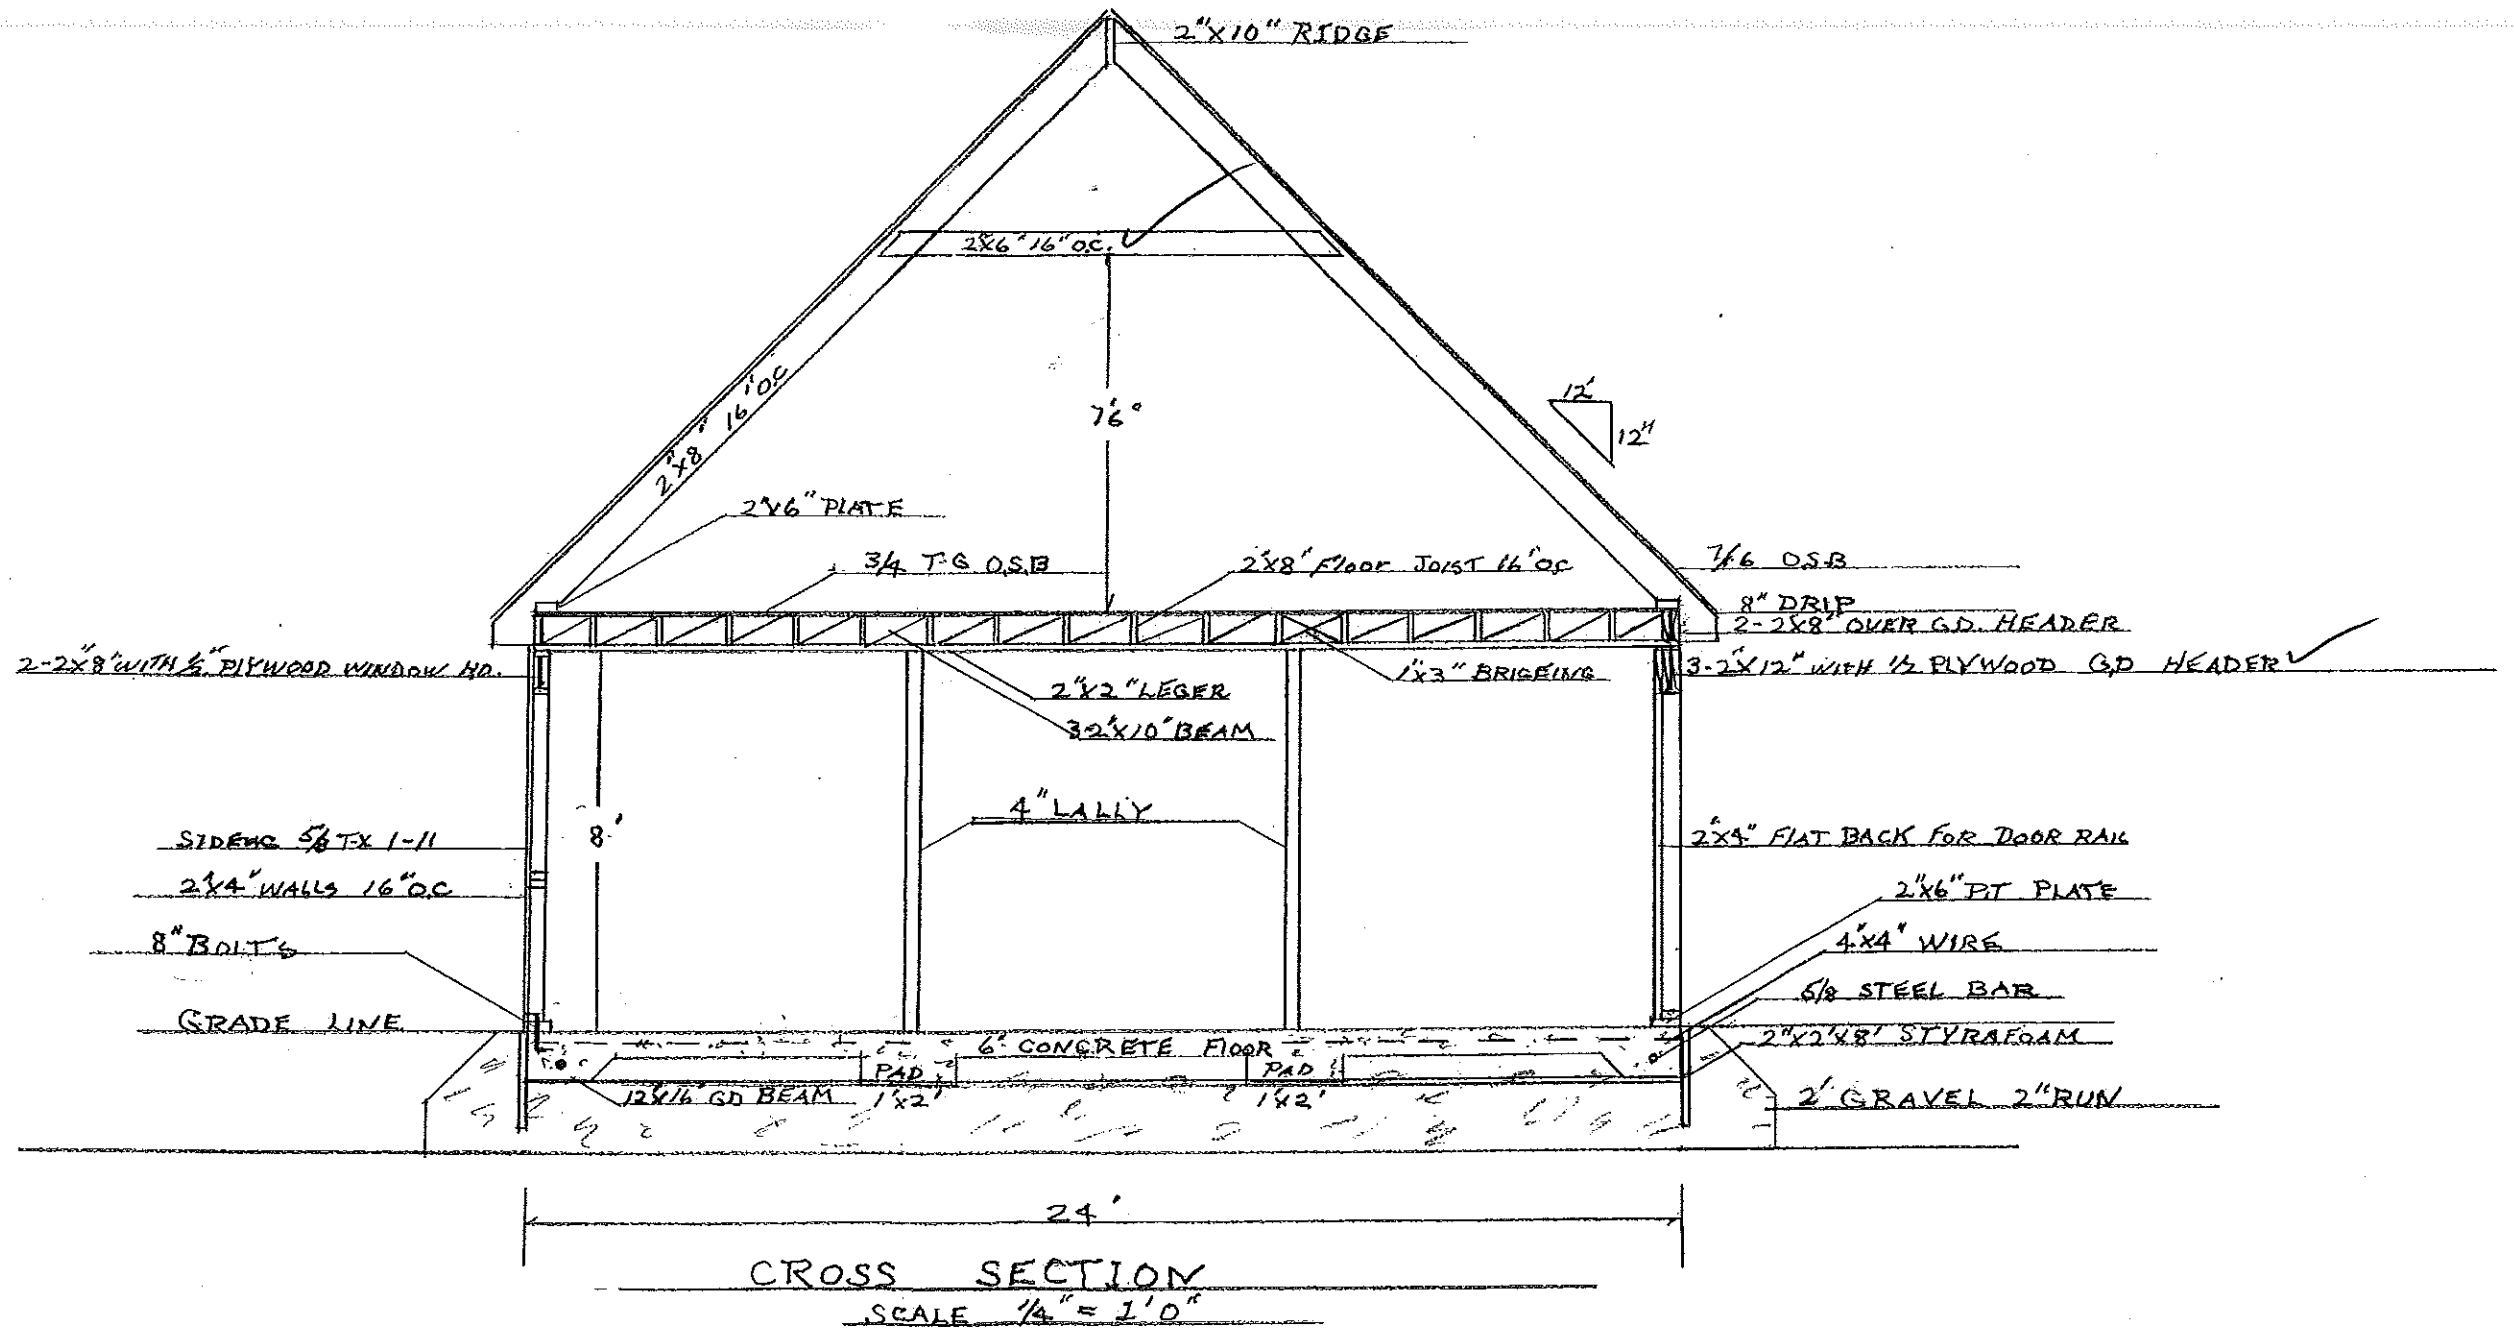 2"X10" RIDGE
2"X6" 16" O.C.
12'
7'6"
12"
2"X8" 16" O.C
2"X6" PLATE
3/4 T-G O.S.B
2"X8" FLOOR JOIST 16" OC
7/16 O.S.B
8" DRIP
2-2X8" OVER G.D. HEADER
2-2"X8" WITH ½" PLYWOOD WINDOW HD.
1"X3" BRIGEING
3-2"X12" WITH ½ PLYWOOD G.D HEADER
2"X2" LEGER
3-2"X10" BEAM
4" LALLY
8'
SIDEING 5/8 T-X 1-11
2"X4" FLAT BACK FOR DOOR RAIL
2"X4" WALLS 16" O.C
2"X6" P.T PLATE
8" BOLTS
4"X4" WIRE
5/8 STEEL BAR
GRADE LINE
6" CONCRETE FLOOR
2"X2'X8' STYRAFOAM
PAD
PAD
12"X16" GD BEAM
1'X2'
1'X2'
2' GRAVEL 2" RUN
24'
CROSS SECTION
SCALE 1/4" = 1'0"